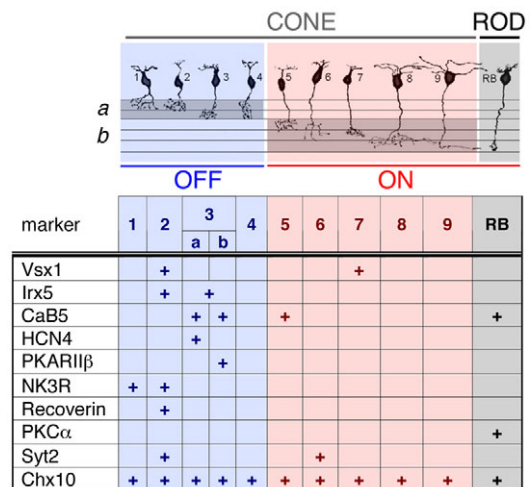 CONE ROD
1 2 3 4 5 6 7 8 9 RB
a
b
OFF ON
marker 1 2 3 4 5 6 7 8 9 RB
a b
Vsx1 + +
Irx5 + +
CaB5 + + + +
HCN4 +
PKARIIβ +
NK3R + +
Recoverin +
PKCα +
Syt2 + +
Chx10 + + + + + + + + + + +